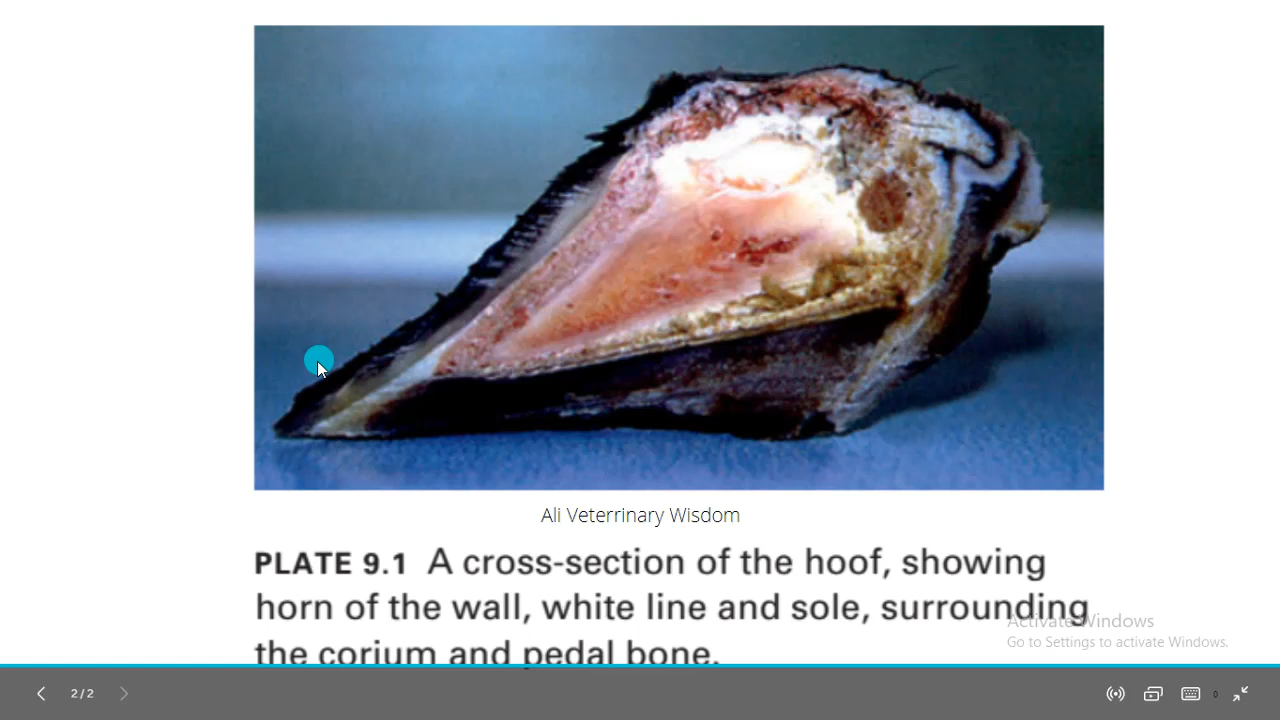 Ali Veterrinary Wisdom
PLATE 9.1 A cross-section of the hoof, showing
horn of the wall, white line and sole, surrounding
the corium and pedal bone.
Activate Windows
Go to Settings to activate Windows.
2/2
0